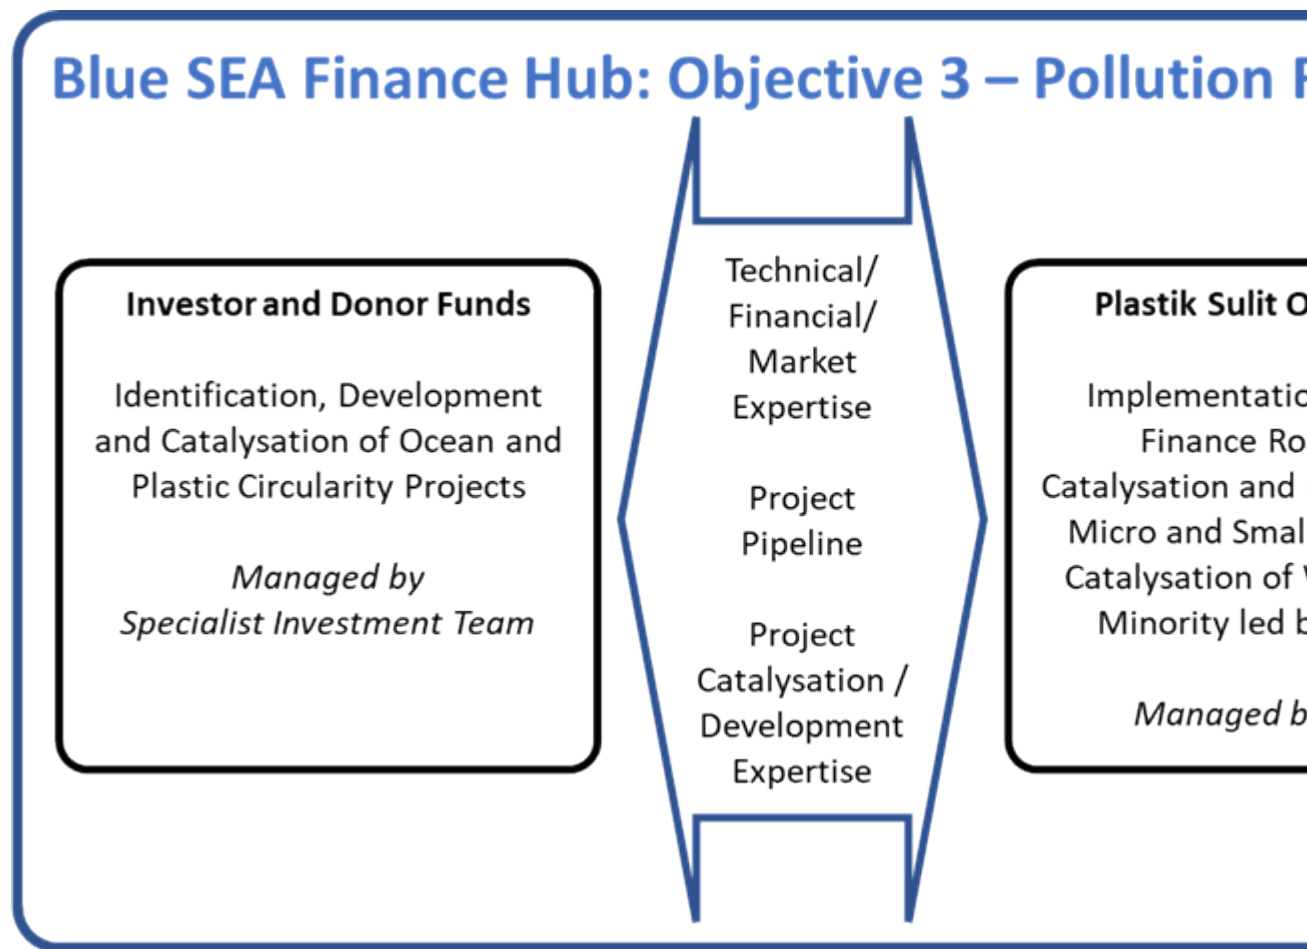 Blue SEA Finance Hub: Objective 3 – Pollution
Investor and Donor Funds
Identification, Development
and Catalysation of Ocean and
Plastic Circularity Projects
Managed by
Specialist Investment Team
Technical/
Financial/
Market
Expertise
Project
Pipeline
Project
Catalysation /
Development
Expertise
Plastik Sulit
Finance
Catalysation and
Micro and
Catalysation of
Minority led
Managed